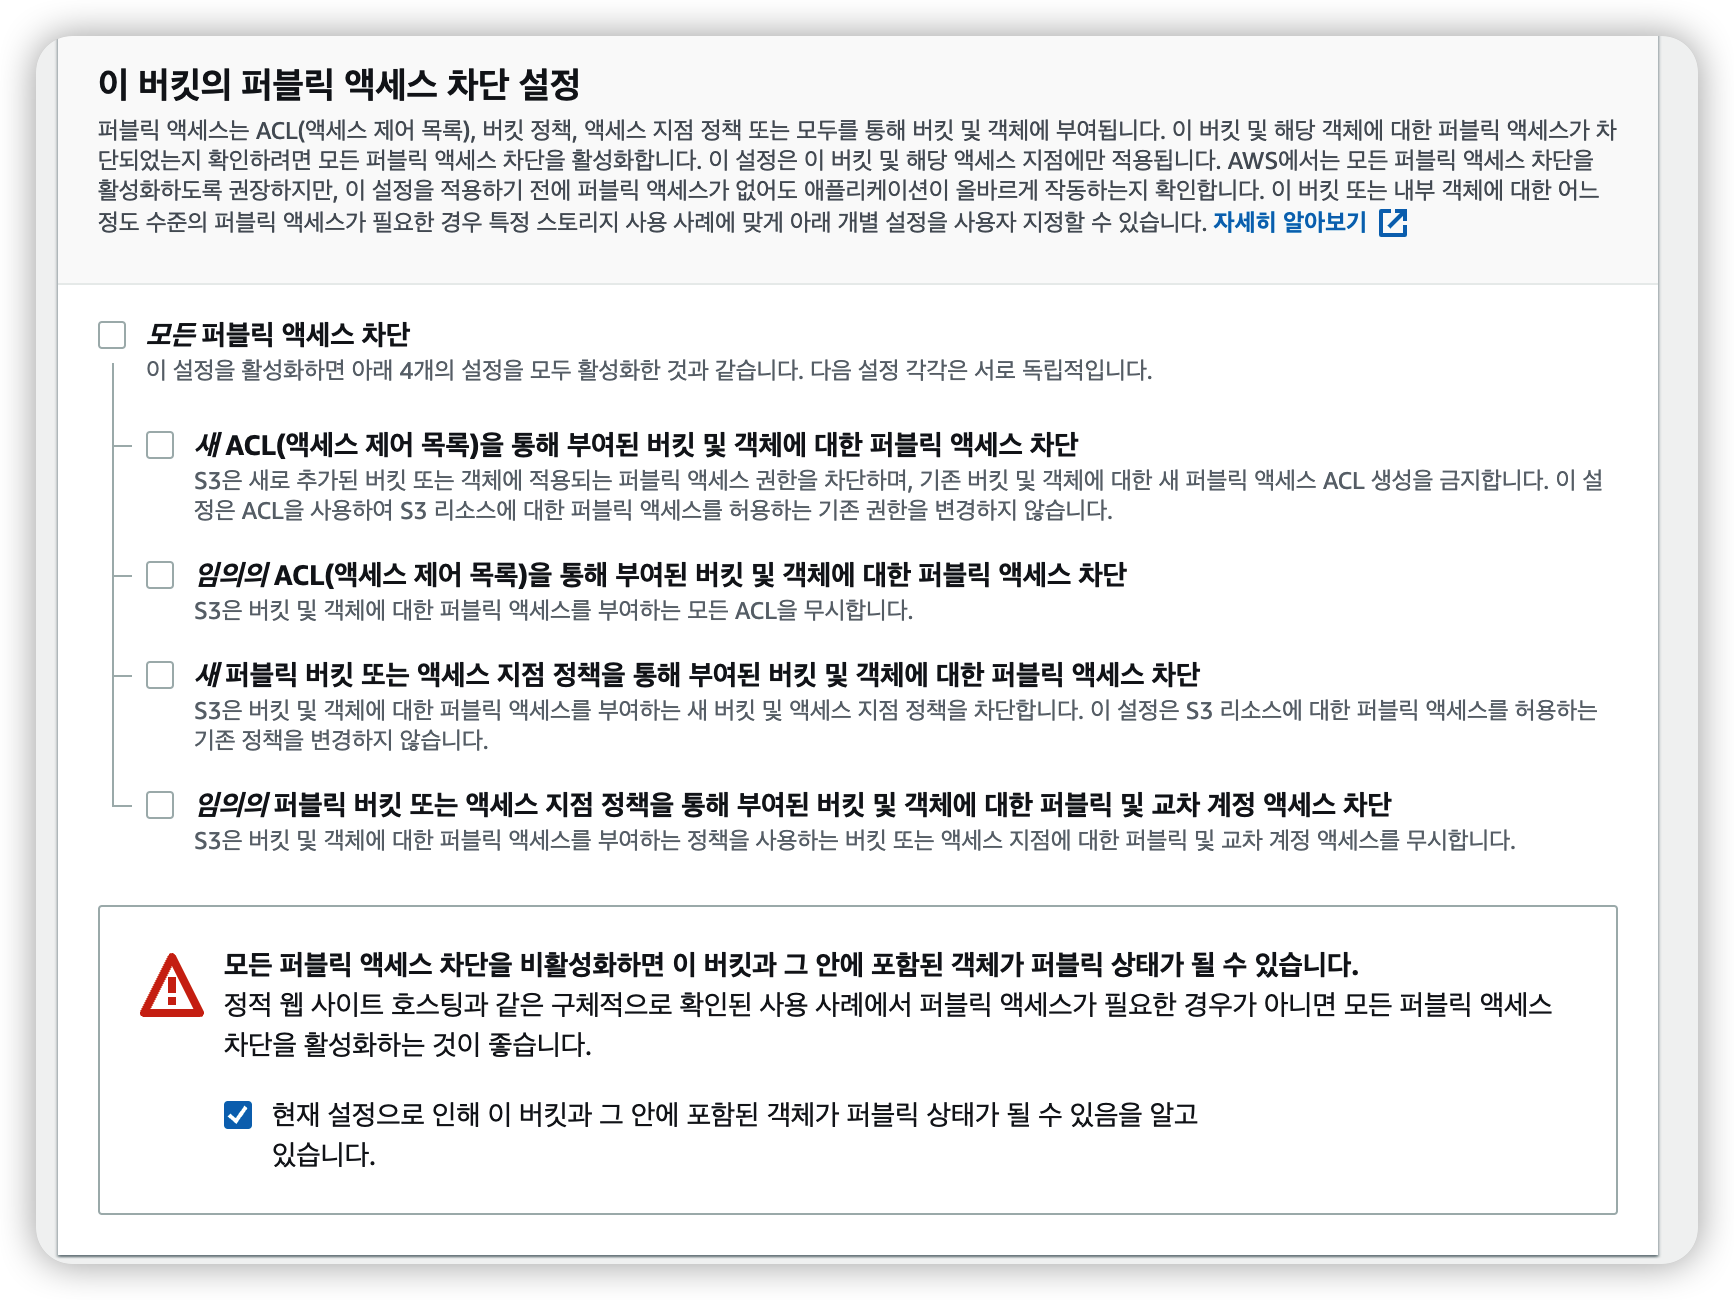 이 버킷의 퍼블릭 액세스 차단 설정
퍼블릭 액세스는 ACL(액세스 제어 목록), 버킷 정책, 액세스 지점 정책 또는 모두를 통해 버킷 및 객체에 부여됩니다. 이 버킷 및 해당 객체에 대한 퍼블릭 액세스가 차
단되었는지 확인하려면 모든 퍼블릭 액세스 차단을 활성화합니다. 이 설정은 이 버킷 및 해당 액세스 지점에만 적용됩니다. AWS에서는 모든 퍼블릭 액세스 차단을
활성화하도록 권장하지만, 이 설정을 적용하기 전에 퍼블릭 액세스가 없어도 애플리케이션이 올바르게 작동하는지 확인합니다. 이 버킷 또는 내부 객체에 대한 어느
정도 수준의 퍼블릭 액세스가 필요한 경우 특정 스토리지 사용 사례에 맞게 아래 개별 설정을 사용자 지정할 수 있습니다. 자세히 알아보기
모든 퍼블릭 액세스 차단
이 설정을 활성화하면 아래 4개의 설정을 모두 활성화한 것과 같습니다. 다음 설정 각각은 서로 독립적입니다.
새 ACL(액세스 제어 목록)을 통해 부여된 버킷 및 객체에 대한 퍼블릭 액세스 차단
S3은 새로 추가된 버킷 또는 객체에 적용되는 퍼블릭 액세스 권한을 차단하며, 기존 버킷 및 객체에 대한 새 퍼블릭 액세스 ACL 생성을 금지합니다. 이 설
정은 ACL을 사용하여 S3 리소스에 대한 퍼블릭 액세스를 허용하는 기존 권한을 변경하지 않습니다.
임의의 ACL(액세스 제어 목록)을 통해 부여된 버킷 및 객체에 대한 퍼블릭 액세스 차단
S3은 버킷 및 객체에 대한 퍼블릭 액세스를 부여하는 모든 ACL을 무시합니다.
새 퍼블릭 버킷 또는 액세스 지점 정책을 통해 부여된 버킷 및 객체에 대한 퍼블릭 액세스 차단
S3은 버킷 및 객체에 대한 퍼블릭 액세스를 부여하는 새 버킷 및 액세스 지점 정책을 차단합니다. 이 설정은 S3 리소스에 대한 퍼블릭 액세스를 허용하는
기존 정책을 변경하지 않습니다.
임의의 퍼블릭 버킷 또는 액세스 지점 정책을 통해 부여된 버킷 및 객체에 대한 퍼블릭 및 교차 계정 액세스 차단
S3은 버킷 및 객체에 대한 퍼블릭 액세스를 부여하는 정책을 사용하는 버킷 또는 액세스 지점에 대한 퍼블릭 및 교차 계정 액세스를 무시합니다.
모든 퍼블릭 액세스 차단을 비활성화하면 이 버킷과 그 안에 포함된 객체가 퍼블릭 상태가 될 수 있습니다.
정적 웹 사이트 호스팅과 같은 구체적으로 확인된 사용 사례에서 퍼블릭 액세스가 필요한 경우가 아니면 모든 퍼블릭 액세스
차단을 활성화하는 것이 좋습니다.
현재 설정으로 인해 이 버킷과 그 안에 포함된 객체가 퍼블릭 상태가 될 수 있음을 알고
있습니다.